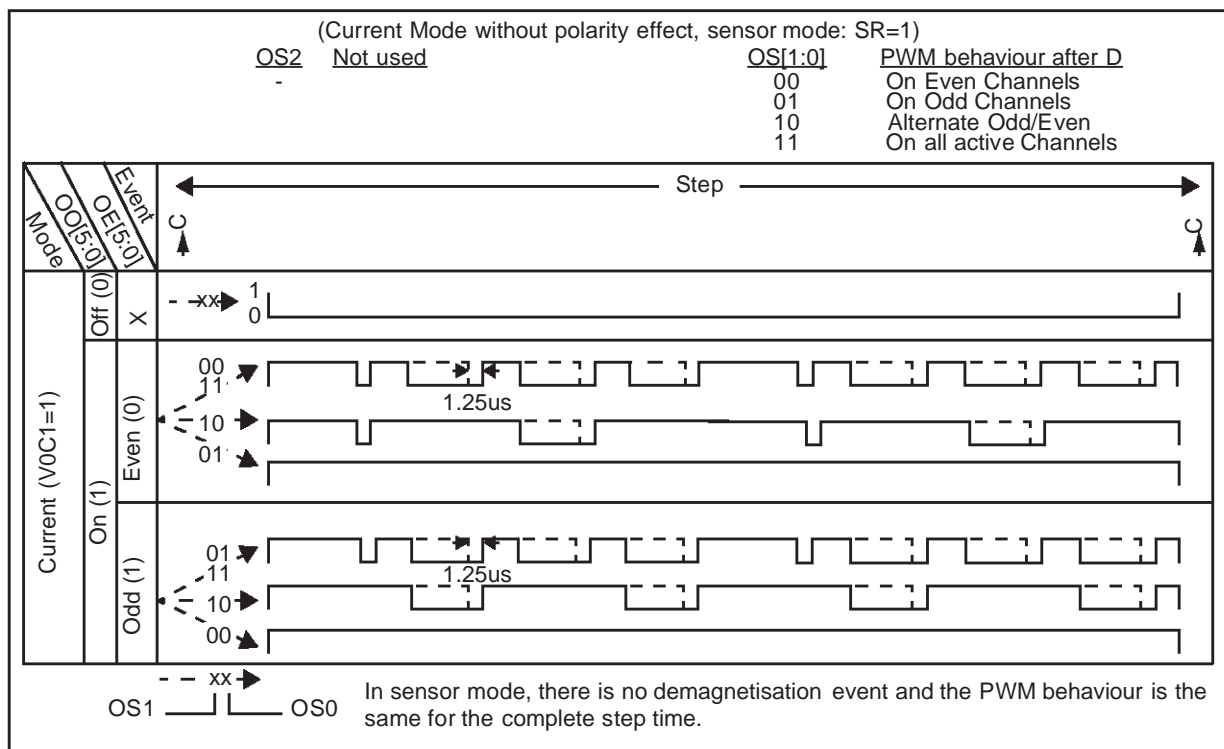 (Current Mode without polarity effect, sensor mode: SR=1)
OS2 Not used OS[1:0] PWM behaviour after D
- 00 On Even Channels
01 On Odd Channels
10 Alternate Odd/Even
11 On all active Channels
Mode
OO[5:0]
OE[5:0]
Event
Step
C
C
Current (V0C1=1)
Off (0)
X
xx
1
0
On (1)
Even (0)
00
11
1.25us
10
01
Odd (1)
01
11
1.25us
10
00
xx
OS1 OS0
In sensor mode, there is no demagnetisation event and the PWM behaviour is the
same for the complete step time.